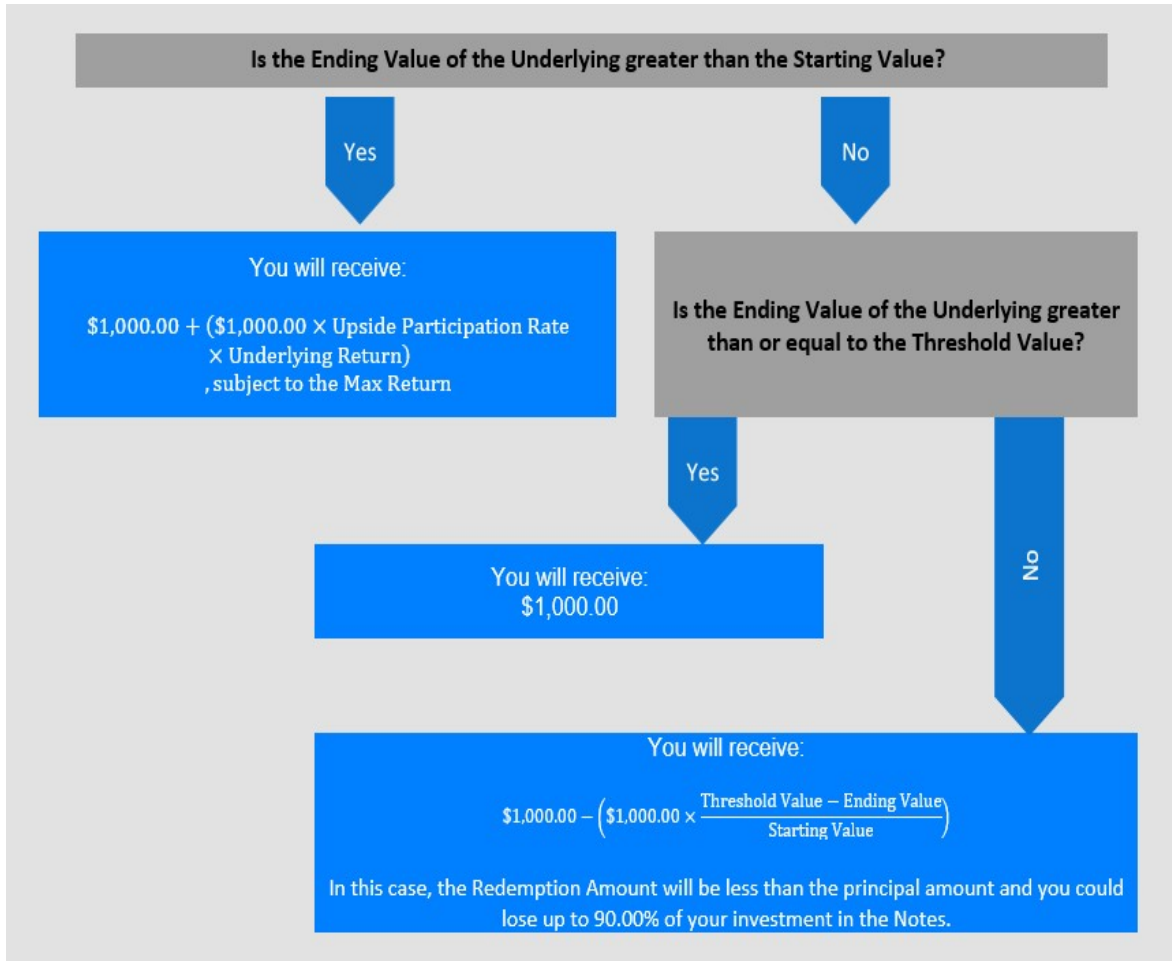 Is the Ending Value of the Underlying greater than the Starting Value?
Yes
No
You will receive:
$1,000.00 + ($1,000.00 × Upside Participation Rate
× Underlying Return)
, subject to the Max Return
Is the Ending Value of the Underlying greater
than or equal to the Threshold Value?
Yes
No
You will receive:
$1,000.00
You will receive:
$1,000.00 − ($1,000.00 × Threshold Value − Ending Value
Starting Value)
In this case, the Redemption Amount will be less than the principal amount and you could
lose up to 90.00% of your investment in the Notes.